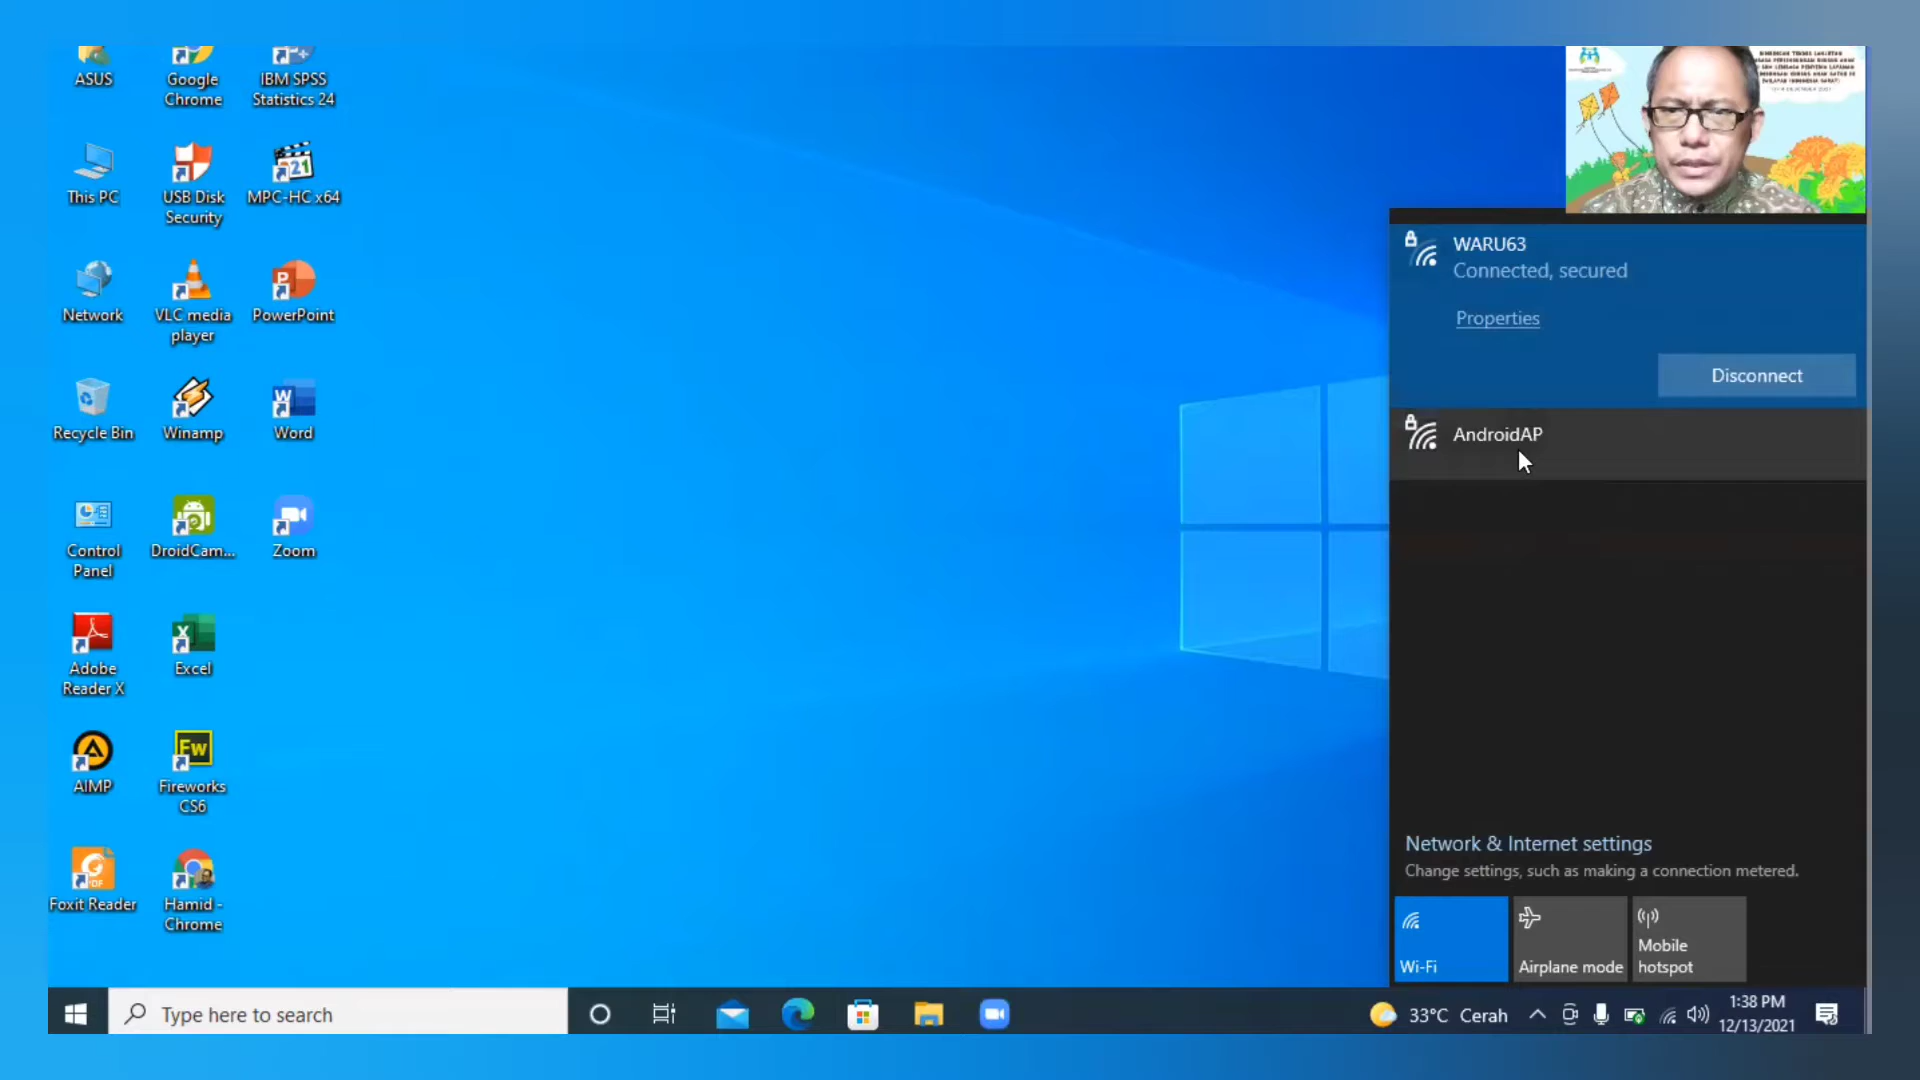 ASUS
Google
Chrome
IBM SPSS
Statistics 24
This PC
USB Disk
Security
MPC-HC x64
Network
VLC media
player
PowerPoint
Recycle Bin
Winamp
Word
Control
Panel
DroidCam...
Zoom
Adobe
Reader X
Excel
AIMP
Fireworks
CS6
Foxit Reader
Hamid -
Chrome
WARU63
Connected, secured
Properties
Disconnect
AndroidAP
Network & Internet settings
Change settings, such as making a connection metered.
Wi-Fi
Airplane mode
Mobile
hotspot
Type here to search
33°C Cerah
1:38 PM
12/13/2021